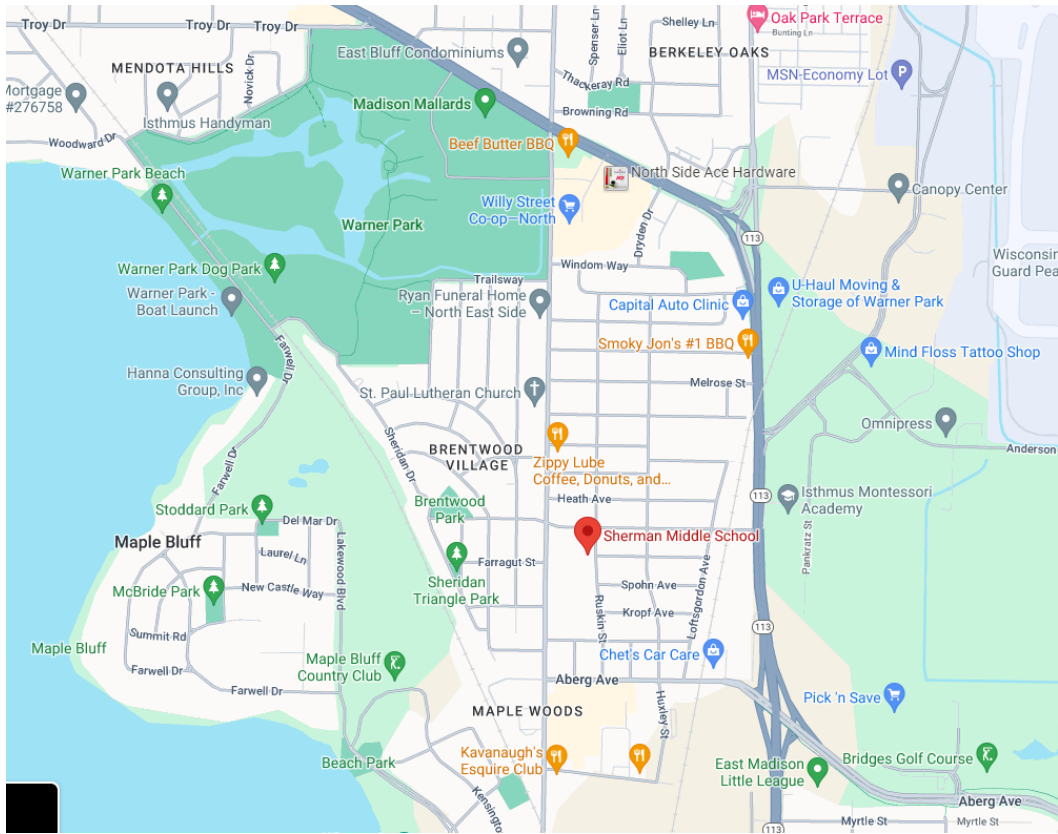 Troy Dr
Troy Dr
Troy Dr
Spenser Ln
Eliot Ln
Shelley Ln
Oak Park Terrace
Bunting Ln
East Bluff Condominiums
BERKELEY OAKS
MENDOTA HILLS
Novick Dr
MSN-Economy Lot
P
Mortgage
#276758
Thackeray Rd
Madison Mallards
Browning Rd
Isthmus Handyman
Woodward Dr
Beef Butter BBQ
North Side Ace Hardware
Warner Park Beach
Canopy Center
Willy Street
Co-op–North
Warner Park
Dryden Dr
113
Wisconsin
Guard Pea
Windom Way
Warner Park Dog Park
Trailsway
U-Haul Moving &
Storage of Warner Park
Warner Park -
Boat Launch
Ryan Funeral Home
– North East Side
Capital Auto Clinic
Farwell Dr
Smoky Jon's #1 BBQ
Mind Floss Tattoo Shop
Hanna Consulting
Group, Inc
St. Paul Lutheran Church
Melrose St
Omnipress
Sheridan Dr
BRENTWOOD
VILLAGE
Anderson
Farwell Dr
Zippy Lube
Coffee, Donuts, and...
Brentwood
Park
Heath Ave
113
Isthmus Montessori
Academy
Stoddard Park
Del Mar Dr
Maple Bluff
Sherman Middle School
Laurel Ln
Lakewood Blvd
Farragut St
Pankratz St
McBride Park
New Castle Way
Sheridan
Triangle Park
Spohn Ave
Loftsgordon Ave
Ruskin St
Kropf Ave
113
Summit Rd
Maple Bluff
Farwell Dr
Maple Bluff
Country Club
Chet's Car Care
Aberg Ave
Farwell Dr
Huxley St
Pick 'n Save
MAPLE WOODS
Kavanaugh's
Esquire Club
Beach Park
East Madison
Little League
Bridges Golf Course
Kensington
Aberg Ave
113
Myrtle St
Myrtle St